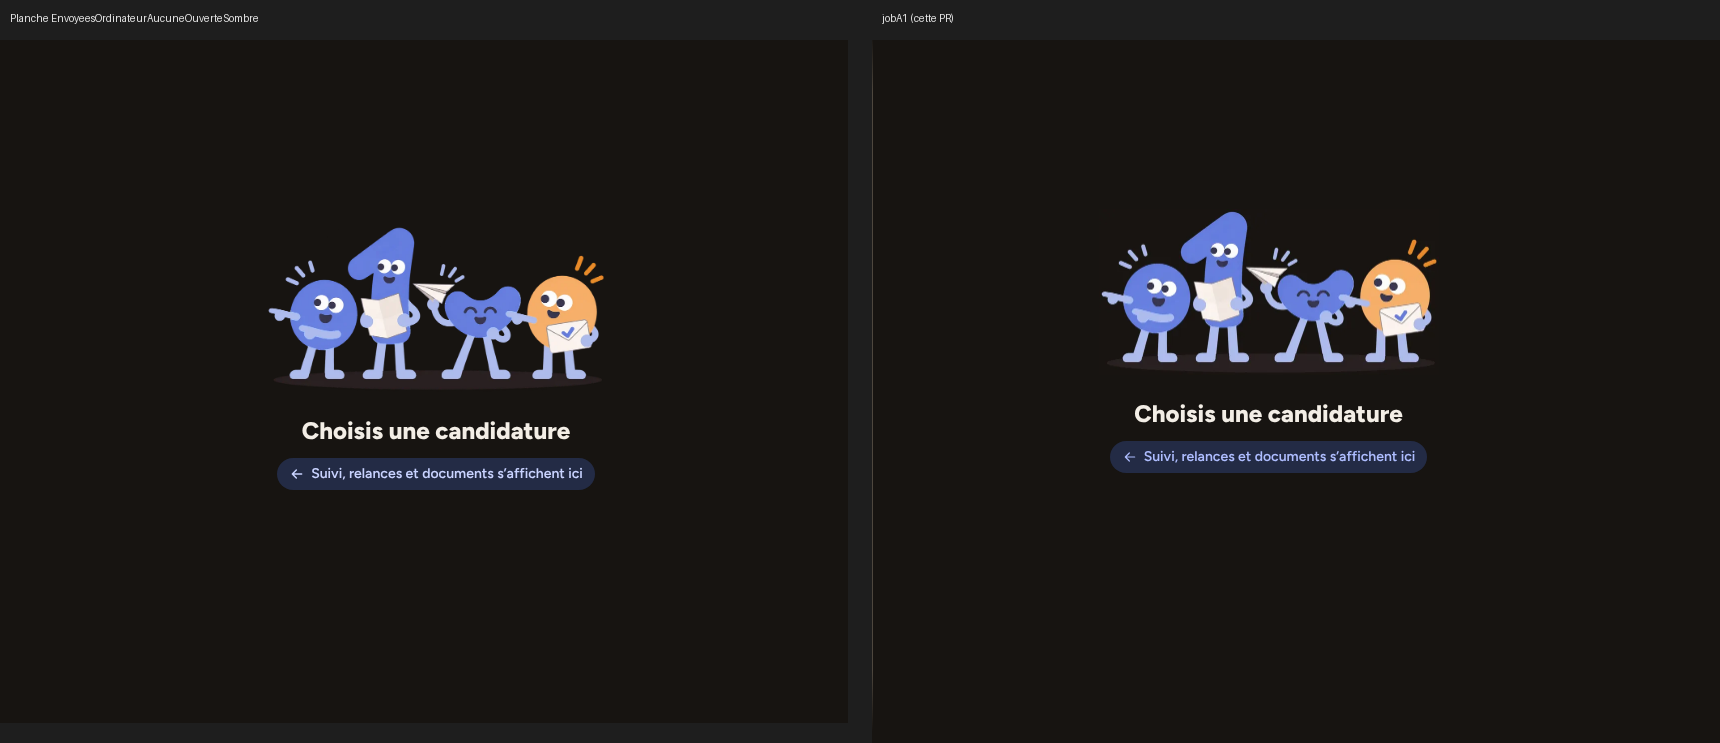 Planche EnvoyeesOrdinateurAucuneOuverteSombre
jobA1 (cette PR)
Choisis une candidature
← Suivi, relances et documents s’affichent ici
Choisis une candidature
← Suivi, relances et documents s’affichent ici